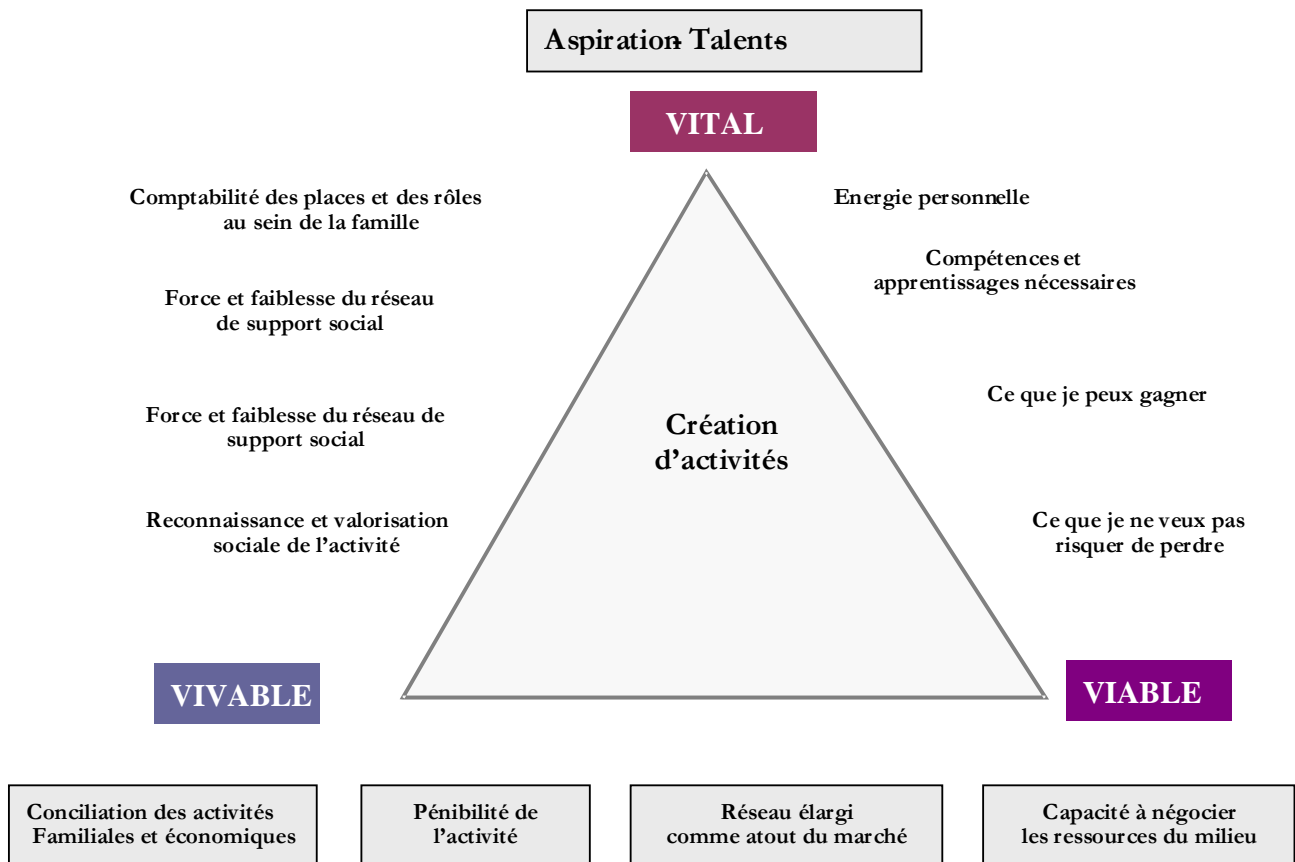 Aspiration- Talents
VITAL
Comptabilité des places et des rôles
au sein de la famille
Energie personnelle
Compétences et
apprentissages nécessaires
Force et faiblesse du réseau
de support social
Ce que je peux gagner
Force et faiblesse du réseau de
support social
Création
d’activités
Reconnaissance et valorisation
sociale de l’activité
Ce que je ne veux pas
risquer de perdre
VIVABLE
VIABLE
Conciliation des activités
Familiales et économiques
Pénibilité de
l’activité
Réseau élargi
comme atout du marché
Capacité à négocier
les ressources du milieu